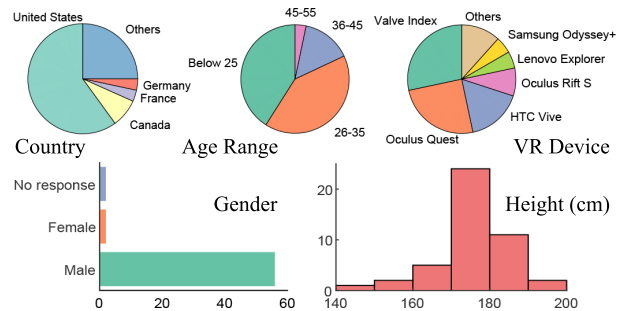 United States
Others
Germany
France
Canada
Country
45-55
36-45
Below 25
26-35
Age Range
Valve Index
Others
Samsung Odyssey+
Lenovo Explorer
Oculus Rift S
HTC Vive
Oculus Quest
VR Device
No response
Female
Male
Gender
0 20 40 60
Height (cm)
20
10
0
140 160 180 200